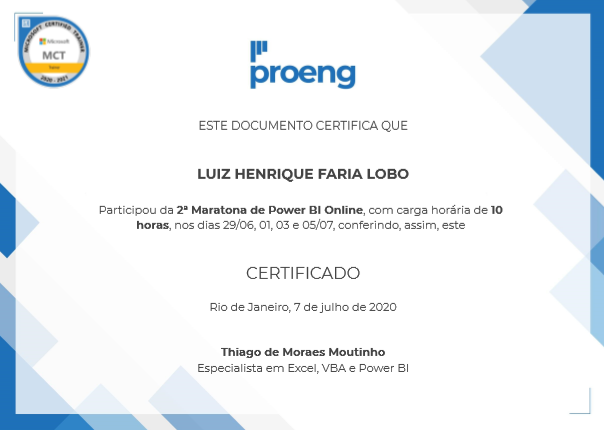 MICROSOFT CERTIFIED TRAINER
Microsoft
MCT
2020 - 2021
proeng
ESTE DOCUMENTO CERTIFICA QUE
LUIZ HENRIQUE FARIA LOBO
Participou da 2ª Maratona de Power BI Online, com carga horária de 10
horas, nos dias 29/06, 01, 03 e 05/07, conferindo, assim, este
CERTIFICADO
Rio de Janeiro, 7 de julho de 2020
Thiago de Moraes Moutinho
Especialista em Excel, VBA e Power BI